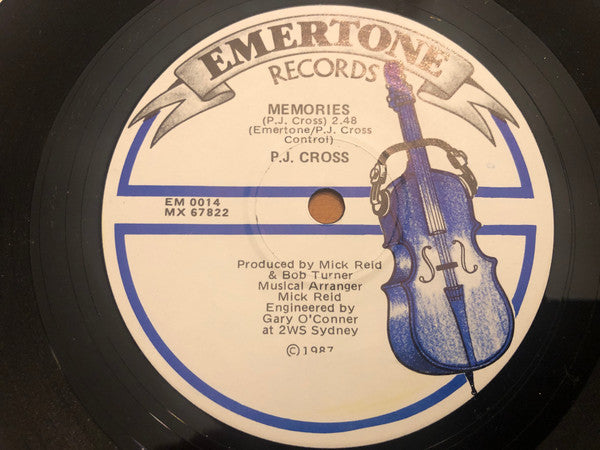 EMERTONE
RECORDS
MEMORIES
(P.J. Cross) 2.48
(Emertone/P.J. Cross
Control)
P.J. CROSS
EM 0014
MX 67822
Produced by Mick Reid
& Bob Turner
Musical Arranger
Mick Reid
Engineered by
Gary O'Conner
at 2WS Sydney
©1987